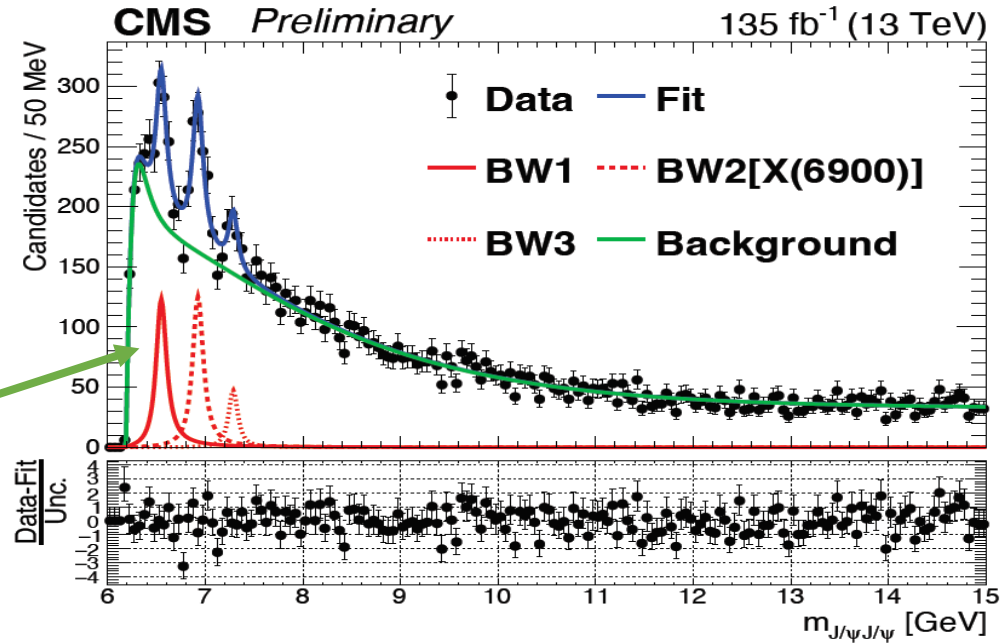 CMS Preliminary 135 fb⁻¹ (13 TeV)
Candidates / 50 MeV
300
250
200
150
100
50
0
Data Fit
BW1 BW2[X(6900)]
BW3 Background
Data-Fit
Unc.
4
3
2
1
0
−1
−2
−3
−4
6 7 8 9 10 11 12 13 14 15
m_J/ψJ/ψ [GeV]